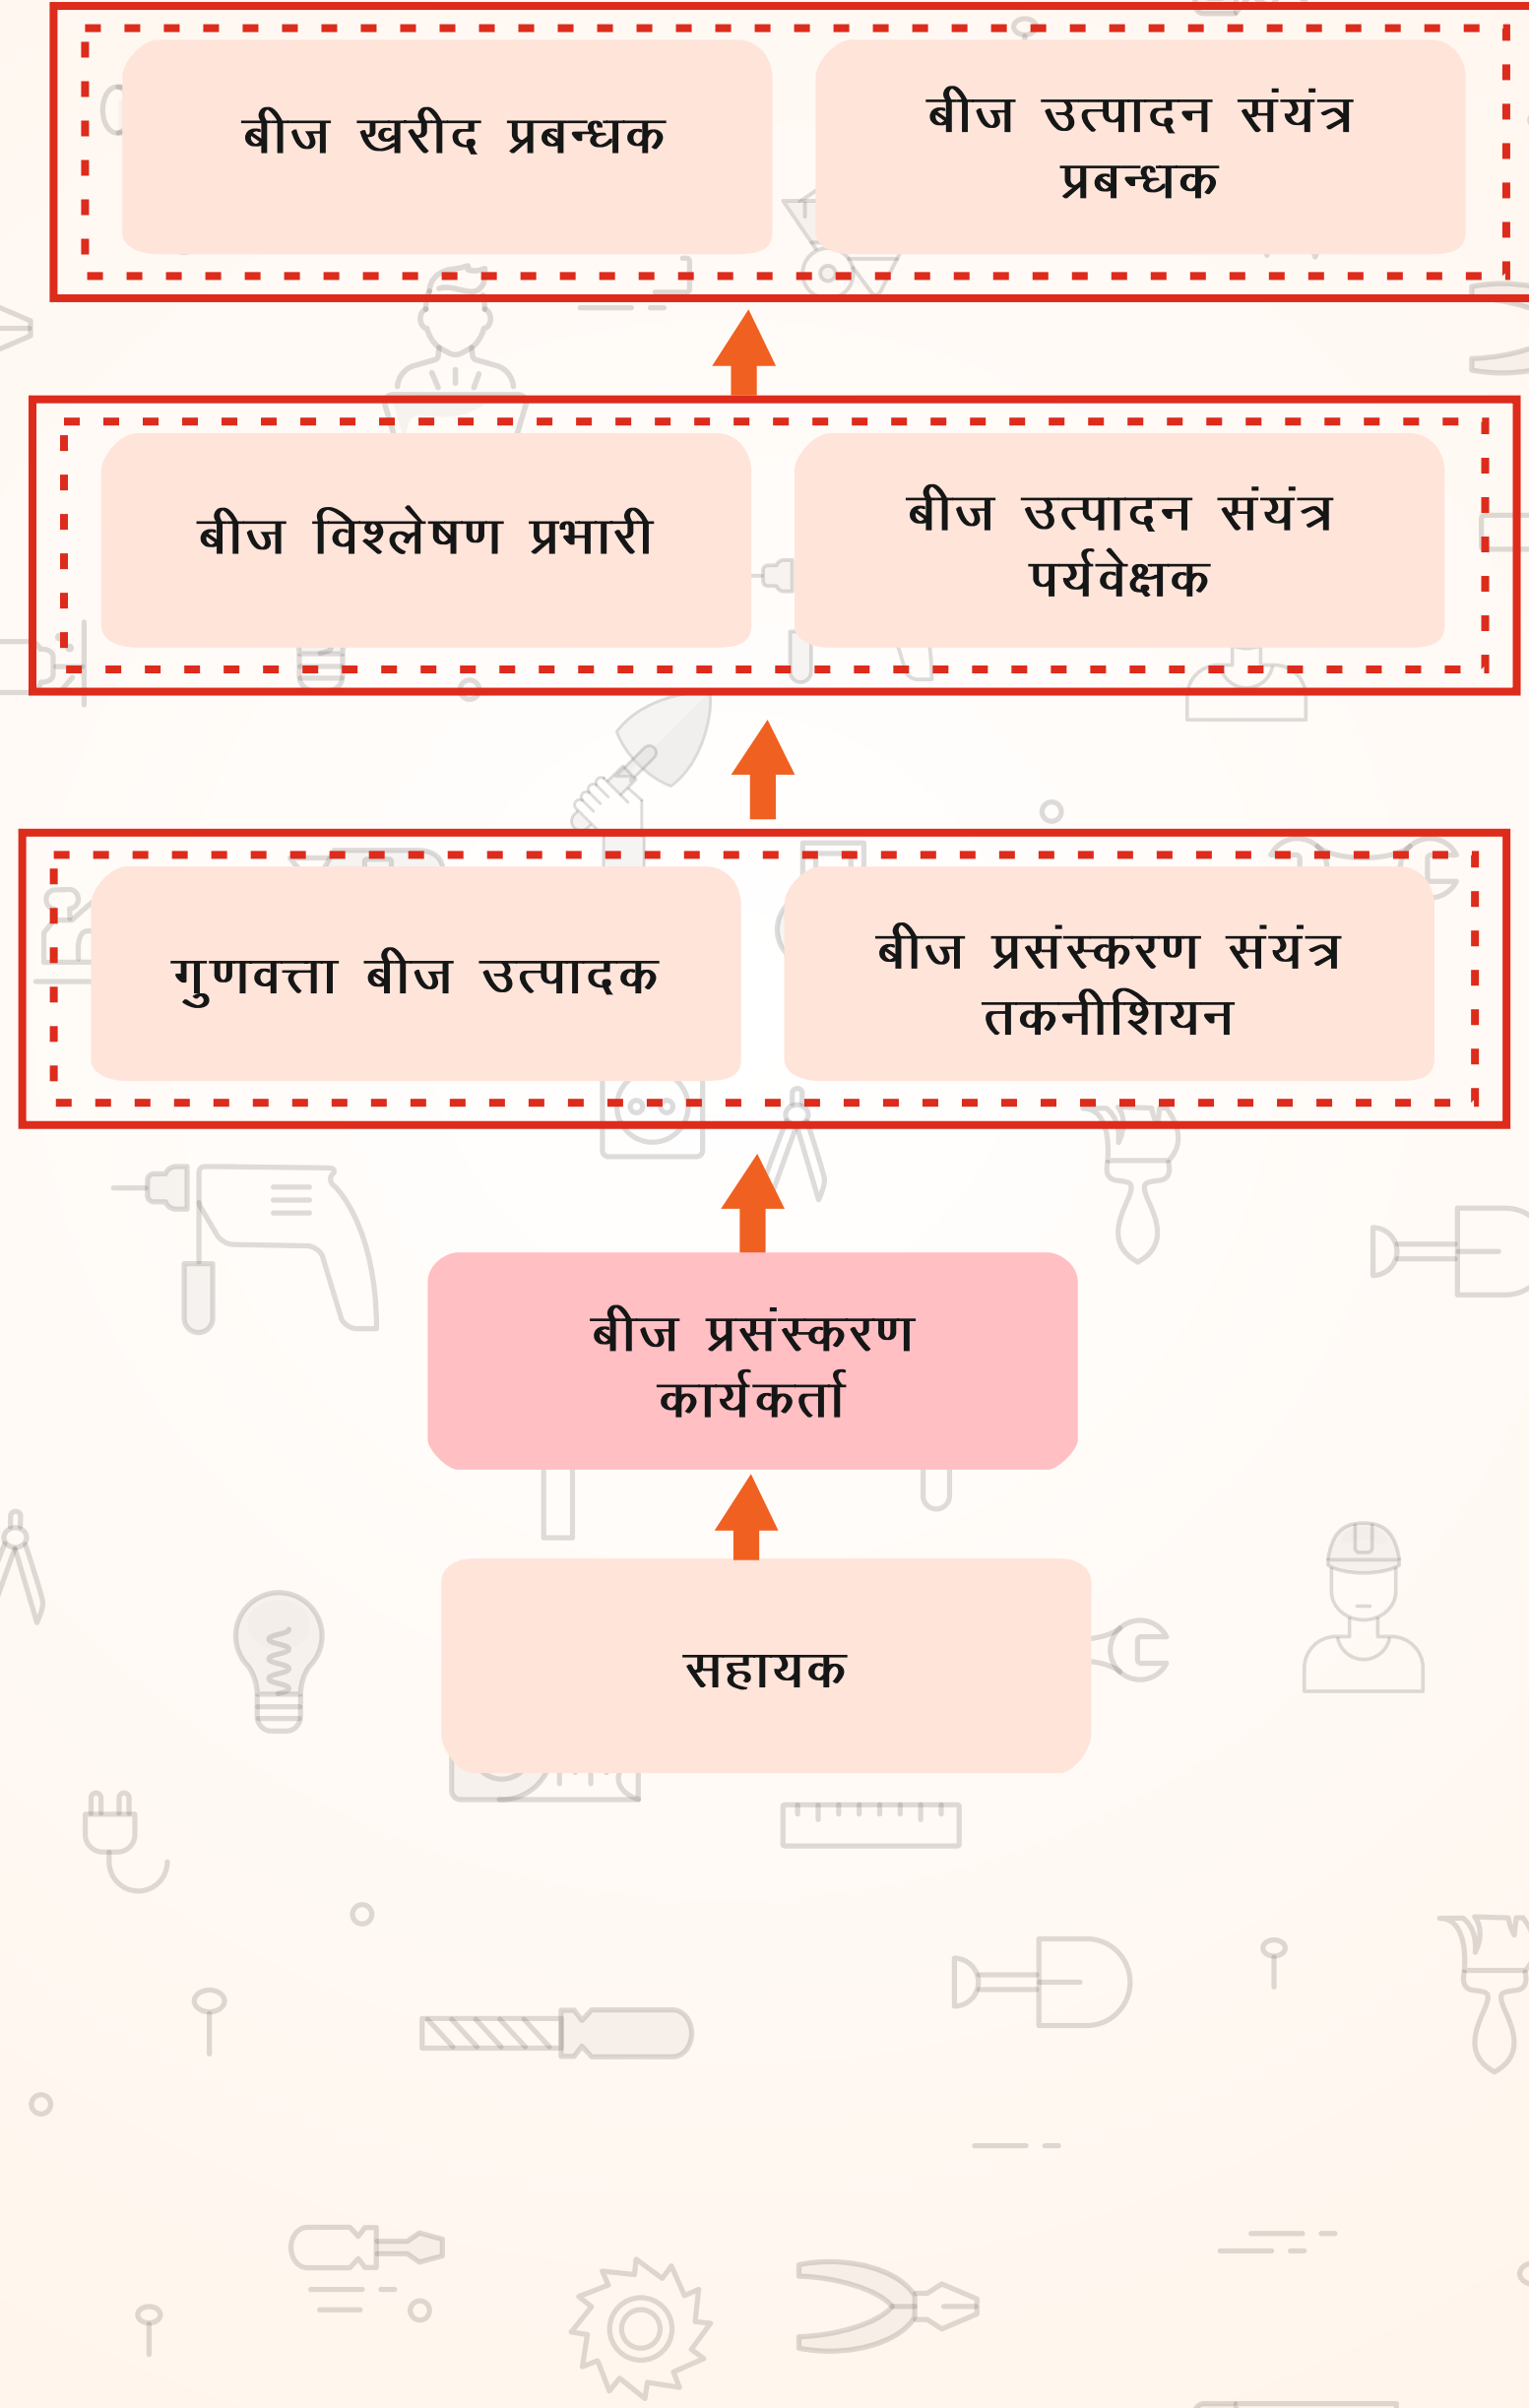 बीज खरीद प्रबन्धक
बीज उत्पादन संयंत्र
प्रबन्धक
बीज विश्लेषण प्रभारी
बीज उत्पादन संयंत्र
पर्यवेक्षक
गुणवत्ता बीज उत्पादक
बीज प्रसंस्करण संयंत्र
तकनीशियन
बीज प्रसंस्करण
कार्यकर्ता
सहायक